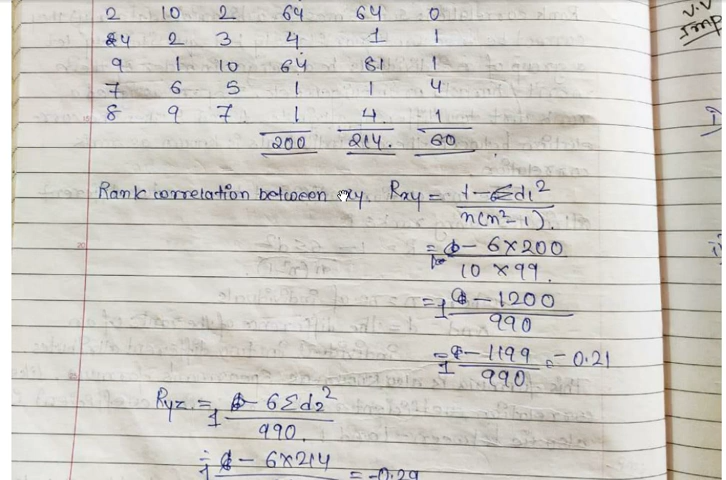 2 10 2 64 64 0
4 2 3 4 1 1
9 1 10 64 81 1
7 6 5 1 1 4
8 9 7 1 4 1
200 214. 60
Rank correlation between xy. Rxy = 1 - 6Σd₁²
n(n²-1).
= 1 - 6×200
10 × 99.
= 1 - 1200
990
= 1 - 1199 = -0.21
990.
Ryz = 1 - 6Σd₂²
990.
= 1 - 6×214 = -0.29
V.V
Imp